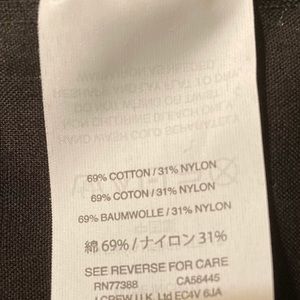 69% COTTON / 31% NYLON
69% COTON / 31% NYLON
69% BAUMWOLLE / 31% NYLON
綿 69% / ナイロン 31%
SEE REVERSE FOR CARE
RN77388 CA56445
J.CREW U.K. Ltd EC4V 6JA